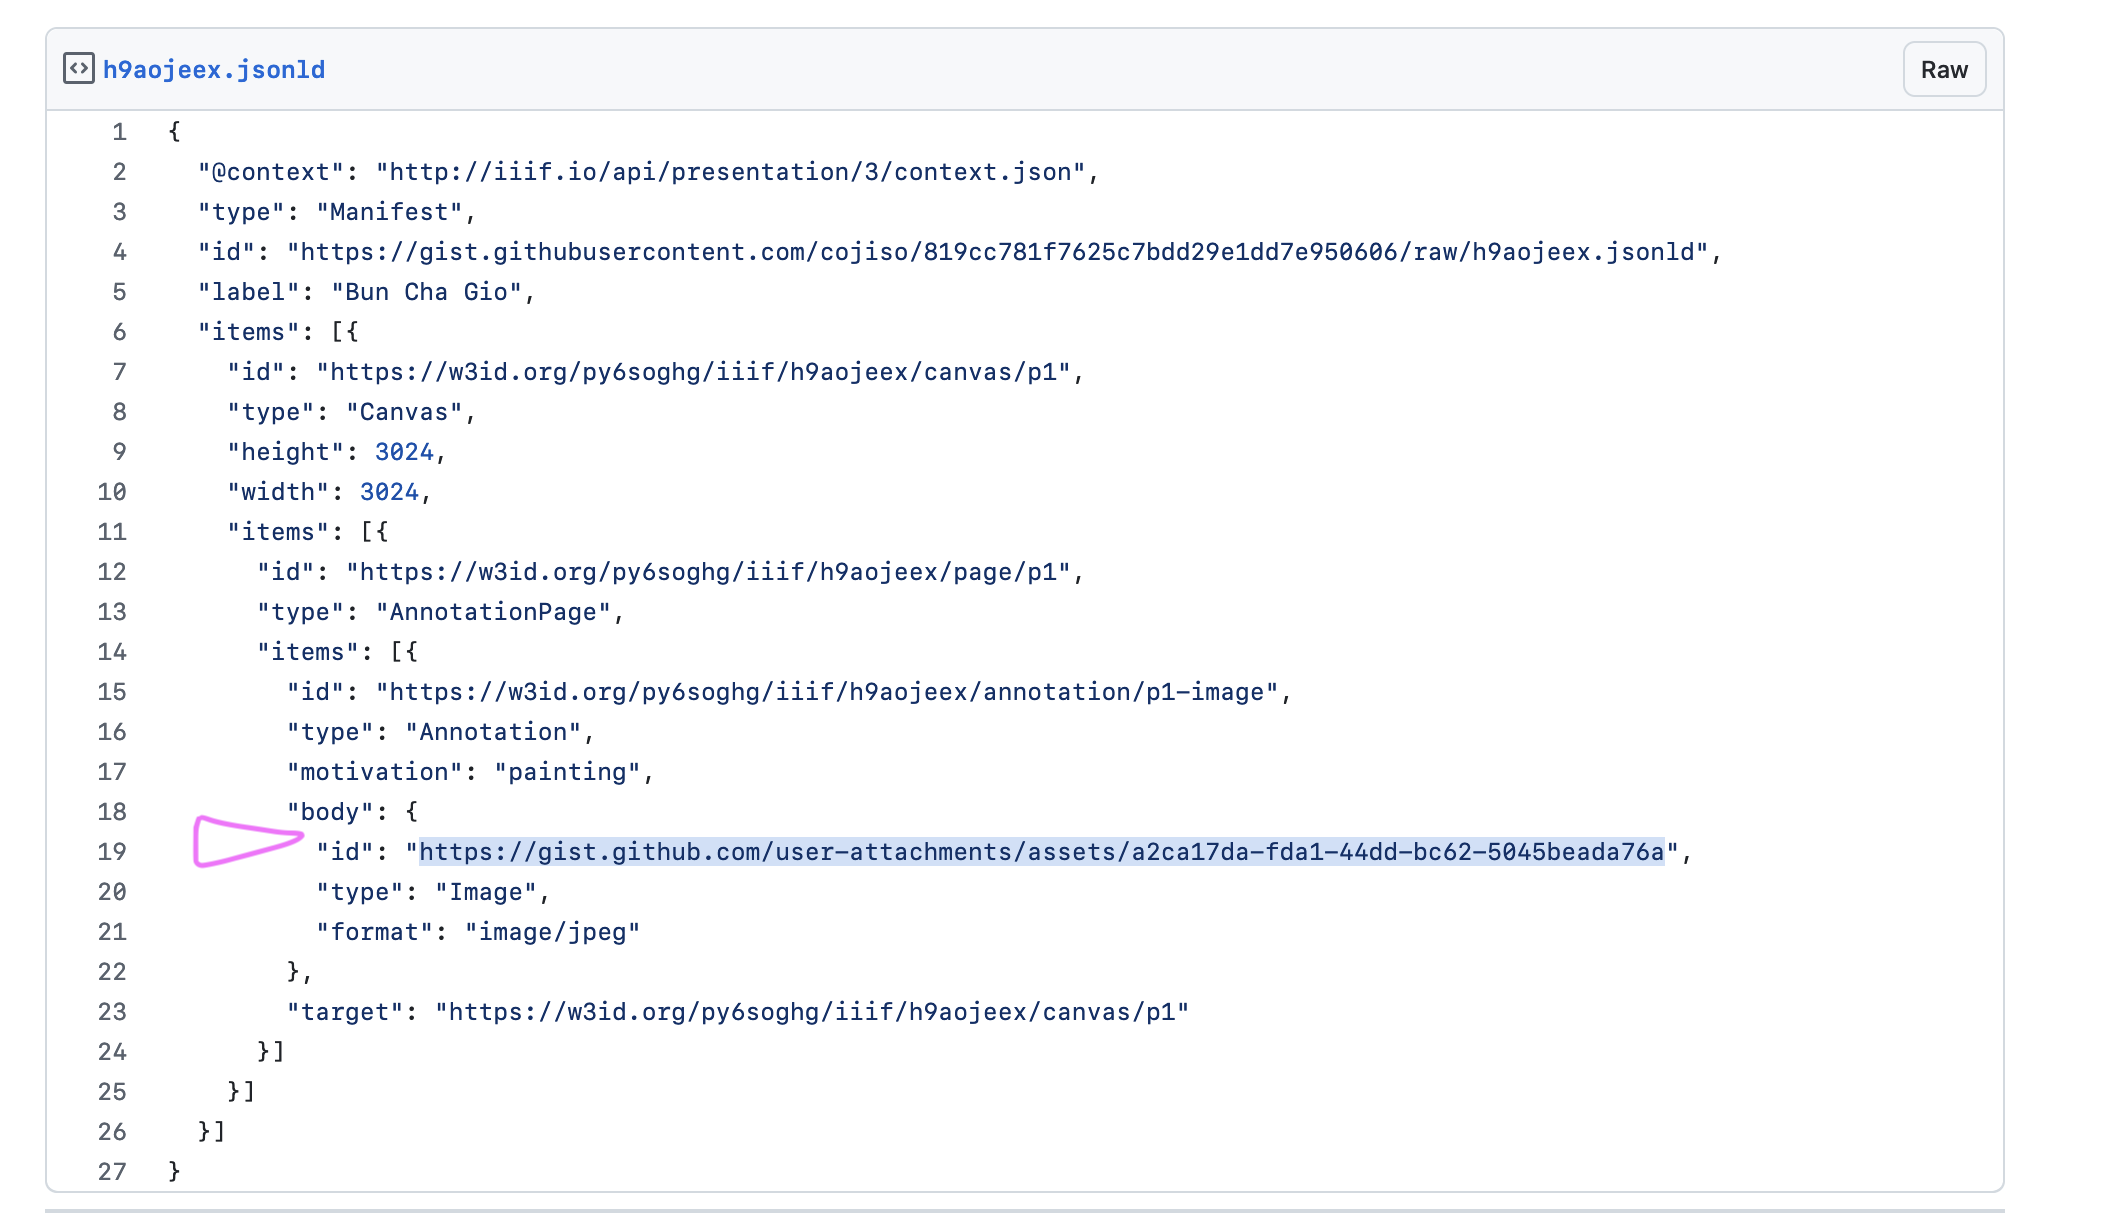 h9aojeex.jsonld
Raw
1 {
2   "@context": "http://iiif.io/api/presentation/3/context.json",
3   "type": "Manifest",
4   "id": "https://gist.githubusercontent.com/cojiso/819cc781f7625c7bdd29e1dd7e950606/raw/h9aojeex.jsonld",
5   "label": "Bun Cha Gio",
6   "items": [{
7     "id": "https://w3id.org/py6soghg/iiif/h9aojeex/canvas/p1",
8     "type": "Canvas",
9     "height": 3024,
10     "width": 3024,
11     "items": [{
12       "id": "https://w3id.org/py6soghg/iiif/h9aojeex/page/p1",
13       "type": "AnnotationPage",
14       "items": [{
15         "id": "https://w3id.org/py6soghg/iiif/h9aojeex/annotation/p1-image",
16         "type": "Annotation",
17         "motivation": "painting",
18         "body": {
19           "id": "https://gist.github.com/user-attachments/assets/a2ca17da-fda1-44dd-bc62-5045beada76a",
20           "type": "Image",
21           "format": "image/jpeg"
22         },
23         "target": "https://w3id.org/py6soghg/iiif/h9aojeex/canvas/p1"
24       }]
25     }]
26   }]
27 }